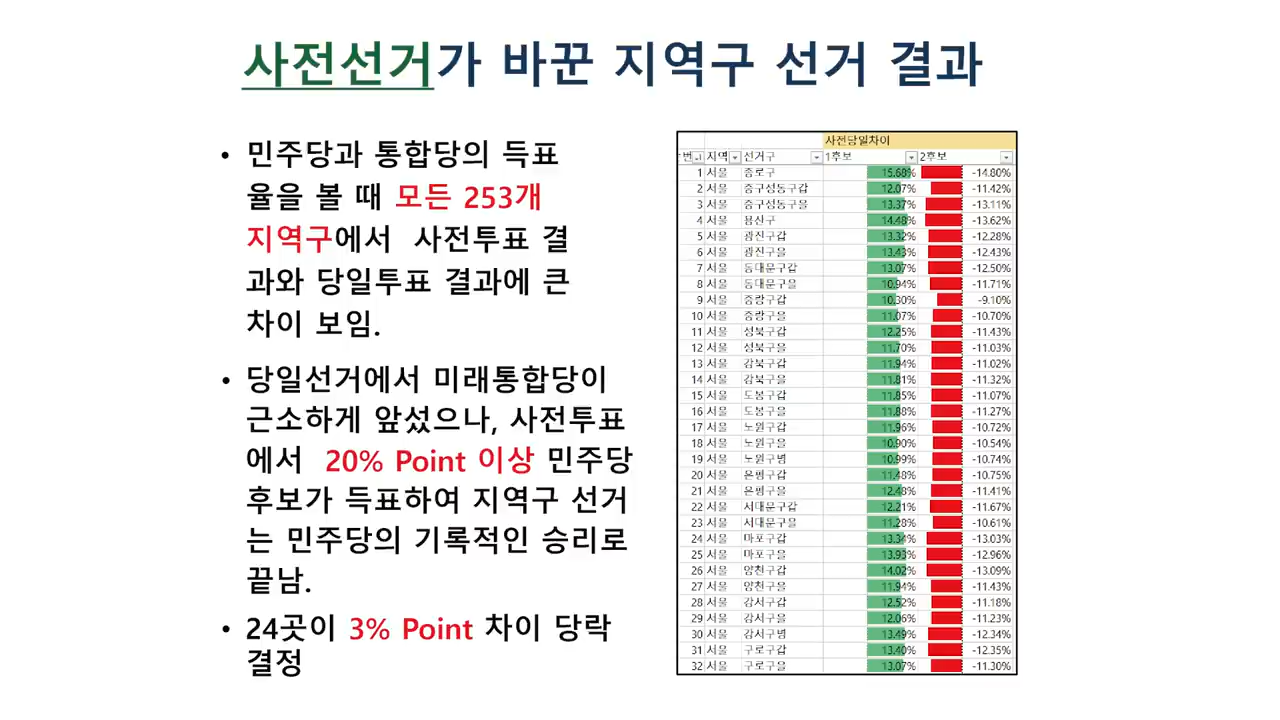 사전선거가 바꾼 지역구 선거 결과
• 민주당과 통합당의 득표
율을 볼 때 모든 253개
지역구에서 사전투표 결
과와 당일투표 결과에 큰
차이 보임.
• 당일선거에서 미래통합당이
근소하게 앞섰으나, 사전투표
에서 20% Point 이상 민주당
후보가 득표하여 지역구 선거
는 민주당의 기록적인 승리로
끝남.
• 24곳이 3% Point 차이 당락
결정
사전당일차이
번 지역 선거구 1후보 2후보
1 서울 종로구 15.68% -14.80%
2 서울 중구성동구갑 12.07% -11.42%
3 서울 중구성동구을 13.37% -13.11%
4 서울 용산구 14.48% -13.62%
5 서울 광진구갑 13.32% -12.28%
6 서울 광진구을 13.43% -12.43%
7 서울 동대문구갑 13.07% -12.50%
8 서울 동대문구을 10.94% -11.71%
9 서울 중랑구갑 10.30% -9.10%
10 서울 중랑구을 11.07% -10.70%
11 서울 성북구갑 12.25% -11.43%
12 서울 성북구을 11.70% -11.03%
13 서울 강북구갑 11.94% -11.02%
14 서울 강북구을 11.81% -11.32%
15 서울 도봉구갑 11.85% -11.07%
16 서울 도봉구을 11.88% -11.27%
17 서울 노원구갑 11.96% -10.72%
18 서울 노원구을 10.90% -10.54%
19 서울 노원구병 10.99% -10.74%
20 서울 은평구갑 11.48% -10.75%
21 서울 은평구을 12.48% -11.41%
22 서울 서대문구갑 12.21% -11.67%
23 서울 서대문구을 11.28% -10.61%
24 서울 마포구갑 13.34% -13.03%
25 서울 마포구을 13.93% -12.96%
26 서울 양천구갑 14.02% -13.09%
27 서울 양천구을 11.94% -11.43%
28 서울 강서구갑 12.52% -11.18%
29 서울 강서구을 12.06% -11.23%
30 서울 강서구병 13.49% -12.34%
31 서울 구로구갑 13.40% -12.35%
32 서울 구로구을 13.07% -11.30%